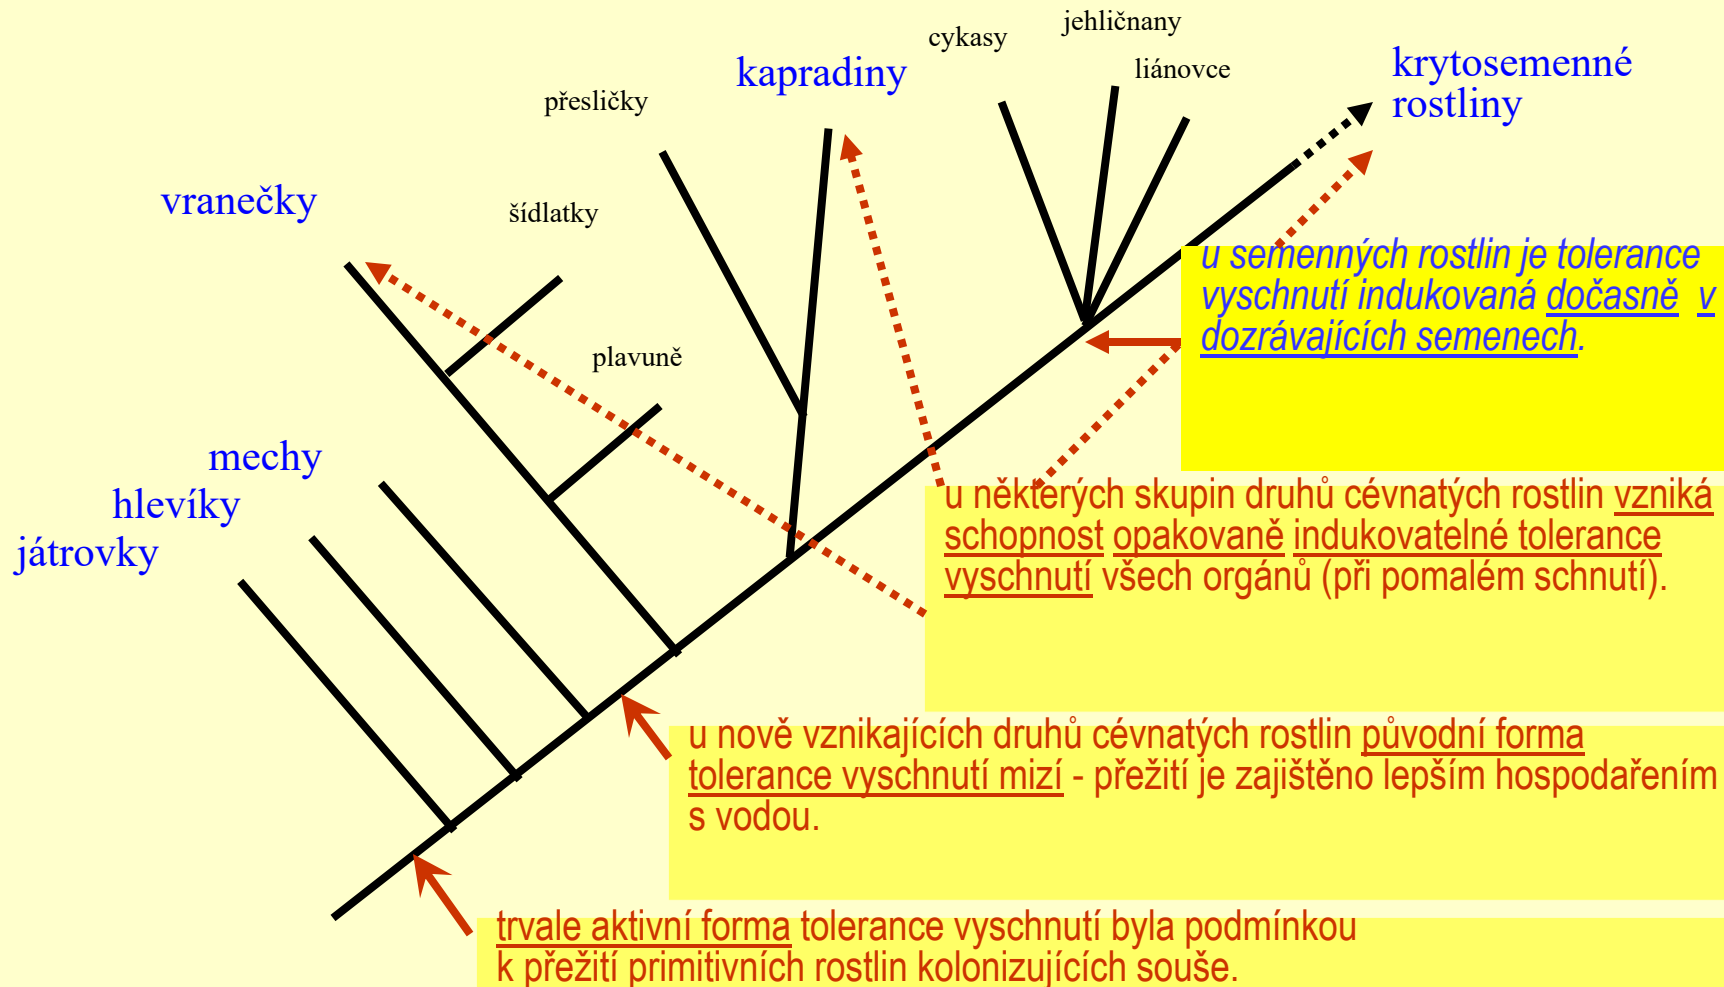 jehličnany
cykasy
liánovce
krytosemenné
rostliny
kapradiny
přesličky
vranečky
šídlatky
plavuně
mechy
hlevíky
játrovky
u semenných rostlin je tolerance
vyschnutí indukovaná dočasně v
dozrávajících semenech.
u některých skupin druhů cévnatých rostlin vzniká
schopnost opakovaně indukovatelné tolerance
vyschnutí všech orgánů (při pomalém schnutí).
u nově vznikajících druhů cévnatých rostlin původní forma
tolerance vyschnutí mizí - přežití je zajištěno lepším hospodařením
s vodou.
trvale aktivní forma tolerance vyschnutí byla podmínkou
k přežití primitivních rostlin kolonizujících souše.